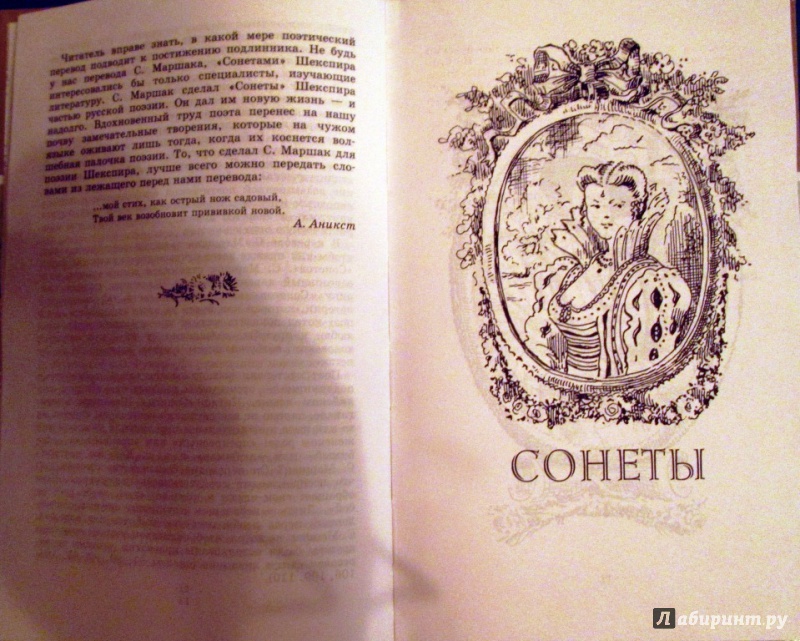 Читатель вправе знать, в какой мере поэтический
перевод подводит к постижению подлинника. Не будь
у нас перевода С. Маршака, «Сонетами» Шекспира
интересовались бы только специалисты, изучающие
литературу. С. Маршак сделал «Сонеты» Шекспира
частью русской поэзии. Он дал им новую жизнь — и
надолго. Вдохновенный труд поэта перенес на нашу
почву замечательные творения, которые на чужом
языке оживают лишь тогда, когда их коснется вол-
шебная палочка поэзии. То, что сделал С. Маршак для
поэзии Шекспира, лучше всего можно передать сло-
вами из лежащего перед нами перевода:
...мой стих, как острый нож садовый,
Твой век возобновит прививкой новой.
А. Аникст
СОНЕТЫ
Лабиринт.ру